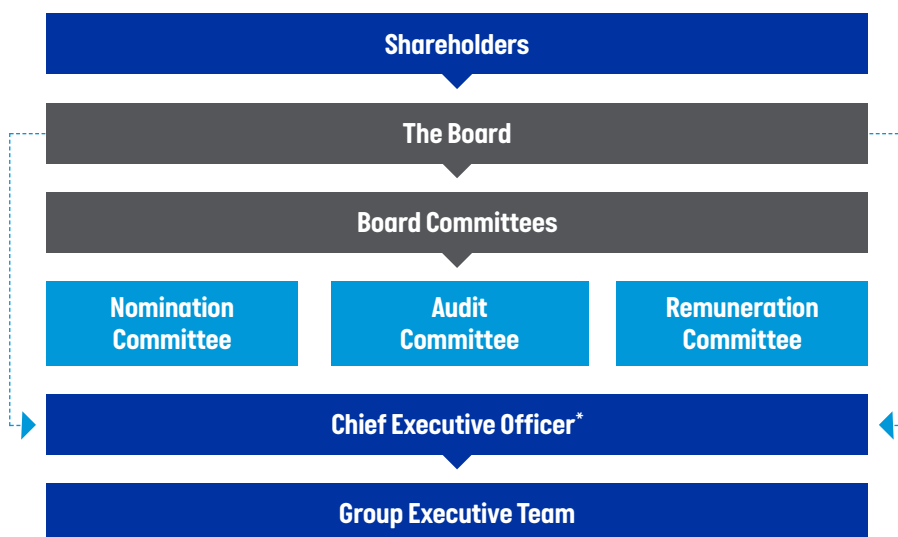 Shareholders
The Board
Board Committees
Nomination
Committee
Audit
Committee
Remuneration
Committee
Chief Executive Officer*
Group Executive Team